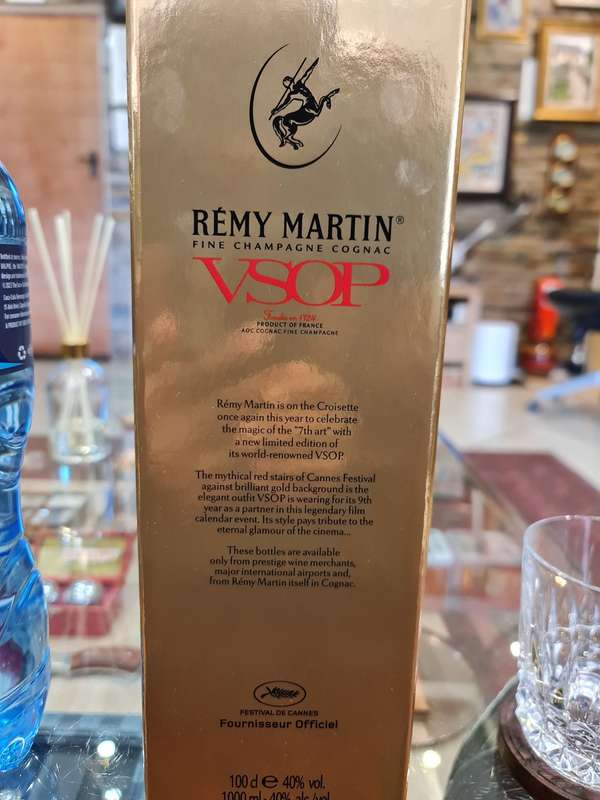 RÉMY MARTIN®
FINE CHAMPAGNE COGNAC
VSOP
Fondée en 1724
PRODUCT OF FRANCE
AOC COGNAC FINE CHAMPAGNE
Rémy Martin is on the Croisette
once again this year to celebrate
the magic of the "7th art" with
a new limited edition of
its world-renowned VSOP.
The mythical red stairs of Cannes Festival
against brilliant gold background is the
elegant outfit VSOP is wearing for its 9th
year as a partner in this legendary film
calendar event. Its style pays tribute to the
eternal glamour of the cinema...
These bottles are available
only from prestige wine merchants,
major international airports and,
from Rémy Martin itself in Cognac.
FESTIVAL DE CANNES
Fournisseur Officiel
100 cl e 40% vol.
1000 ml - 40% alc./vol.